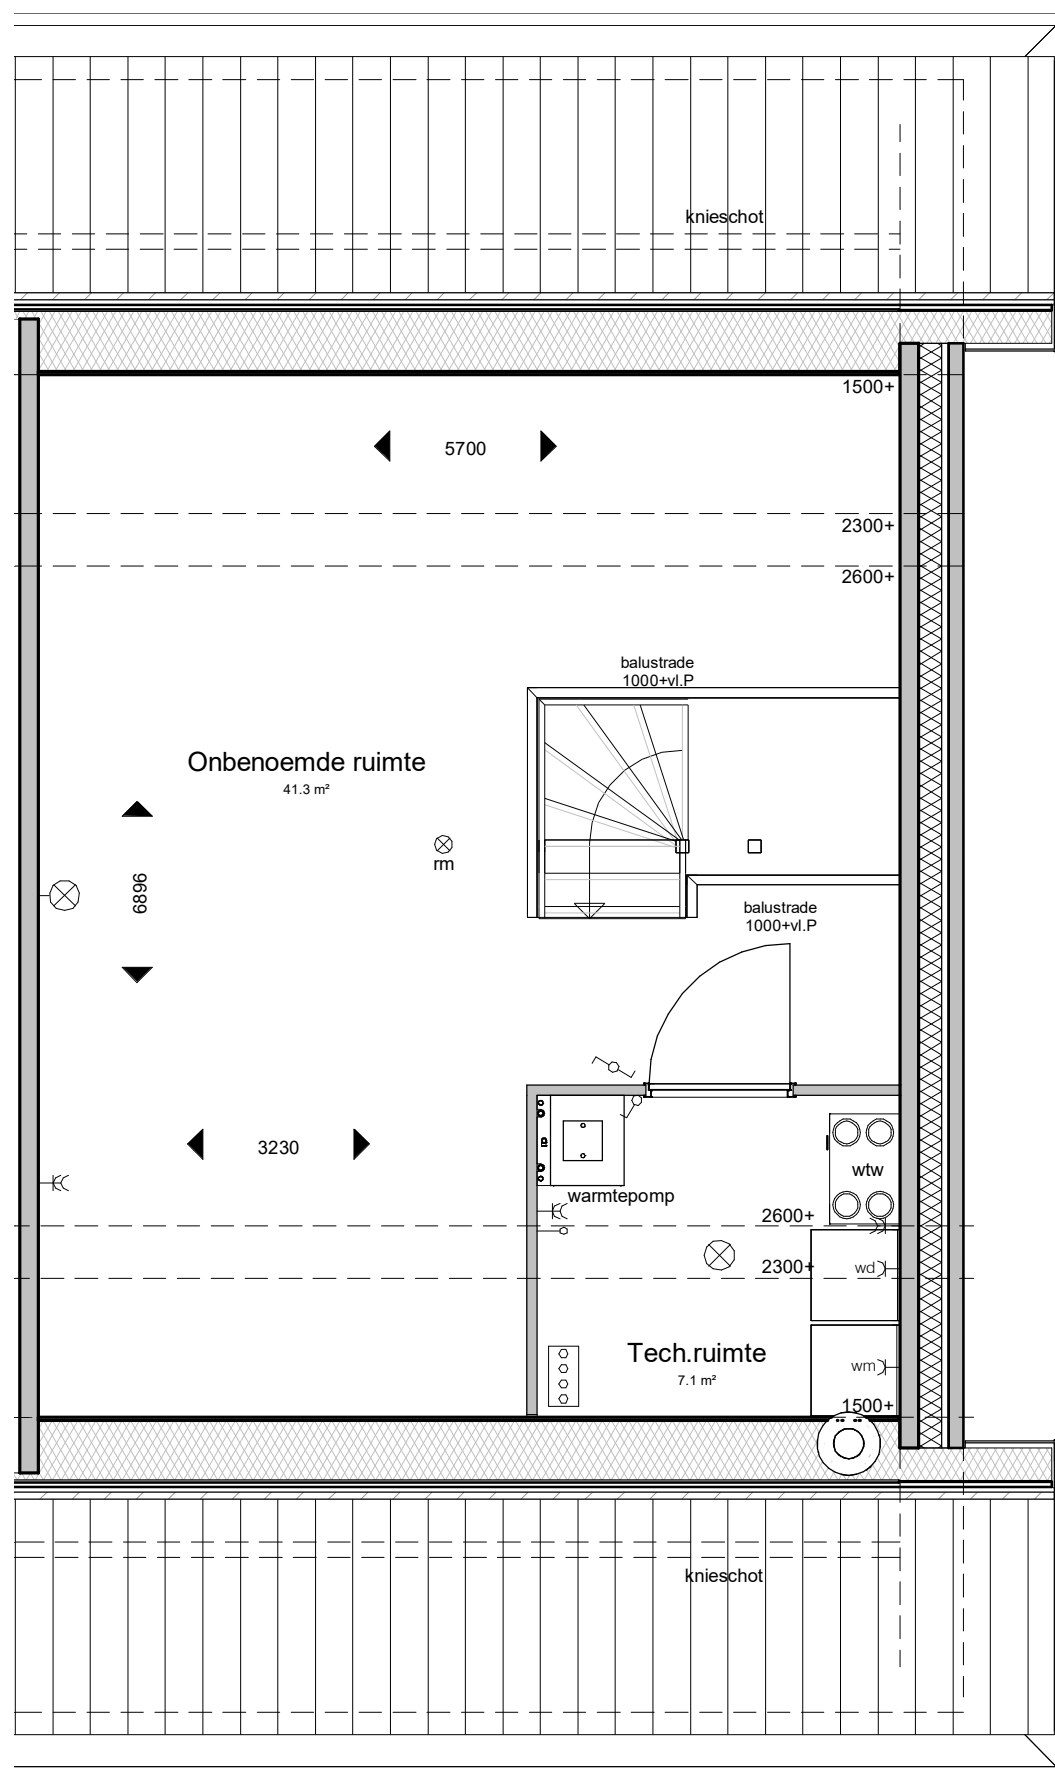 knieschot
1500+
5700
2300+
2600+
balustrade
1000+vl.P
Onbenoemde ruimte
41.3 m²
rm
6896
balustrade
1000+vl.P
3230
wtw
warmtepomp
2600+
2300+
wd
Tech.ruimte
7.1 m²
wm
1500+
knieschot